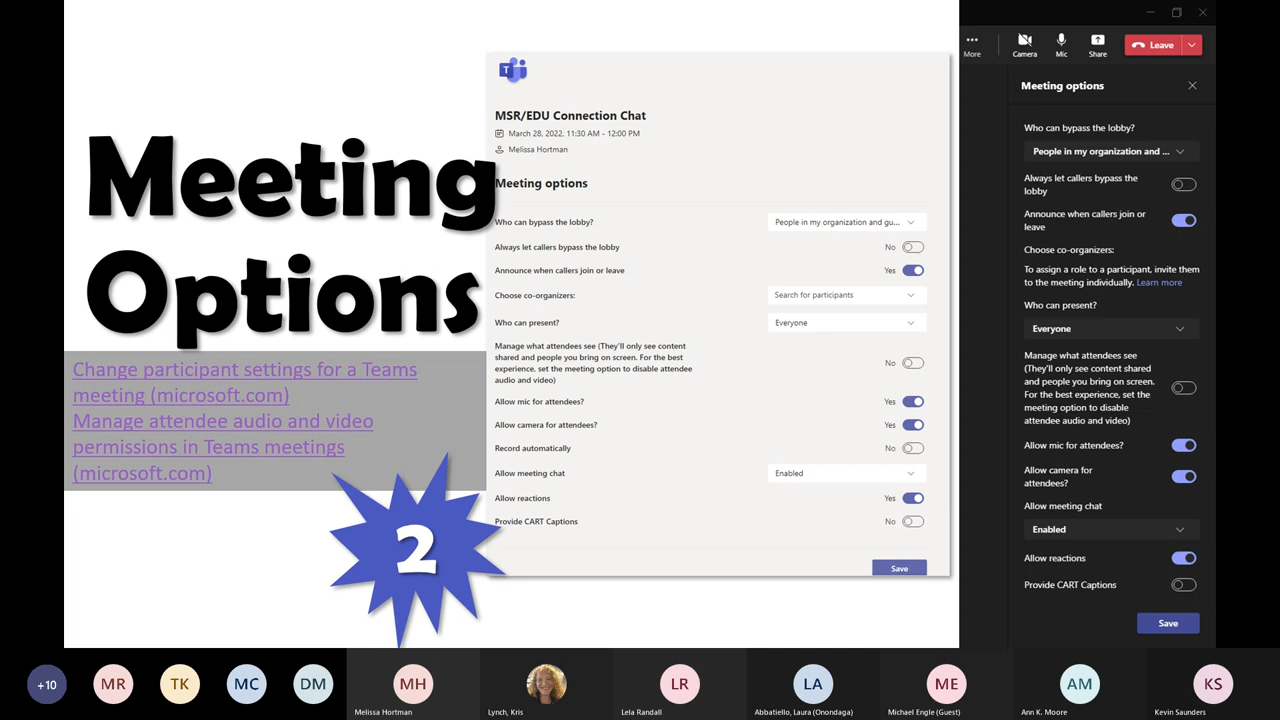 Meeting
Options
Change participant settings for a Teams
meeting (microsoft.com)
Manage attendee audio and video
permissions in Teams meetings
(microsoft.com)
2
T
MSR/EDU Connection Chat
March 28, 2022, 11:30 AM - 12:00 PM
Melissa Hortman
Meeting options
Who can bypass the lobby? People in my organization and gu...
Always let callers bypass the lobby No
Announce when callers join or leave Yes
Choose co-organizers: Search for participants
Who can present? Everyone
Manage what attendees see (They'll only see content
shared and people you bring on screen. For the best
experience, set the meeting option to disable attendee
audio and video) No
Allow mic for attendees? Yes
Allow camera for attendees? Yes
Record automatically No
Allow meeting chat Enabled
Allow reactions Yes
Provide CART Captions No
Save
More Camera Mic Share Leave
Meeting options
Who can bypass the lobby?
People in my organization and ...
Always let callers bypass the
lobby
Announce when callers join or
leave
Choose co-organizers:
To assign a role to a participant, invite them
to the meeting individually. Learn more
Who can present?
Everyone
Manage what attendees see
(They'll only see content shared
and people you bring on screen.
For the best experience, set the
meeting option to disable
attendee audio and video)
Allow mic for attendees?
Allow camera for
attendees?
Allow meeting chat
Enabled
Allow reactions
Provide CART Captions
Save
+10 MR TK MC DM MH LR LA ME AM KS
Melissa Hortman Lynch, Kris Lela Randall Abbatiello, Laura (Onondaga) Michael Engle (Guest) Ann K. Moore Kevin Saunders